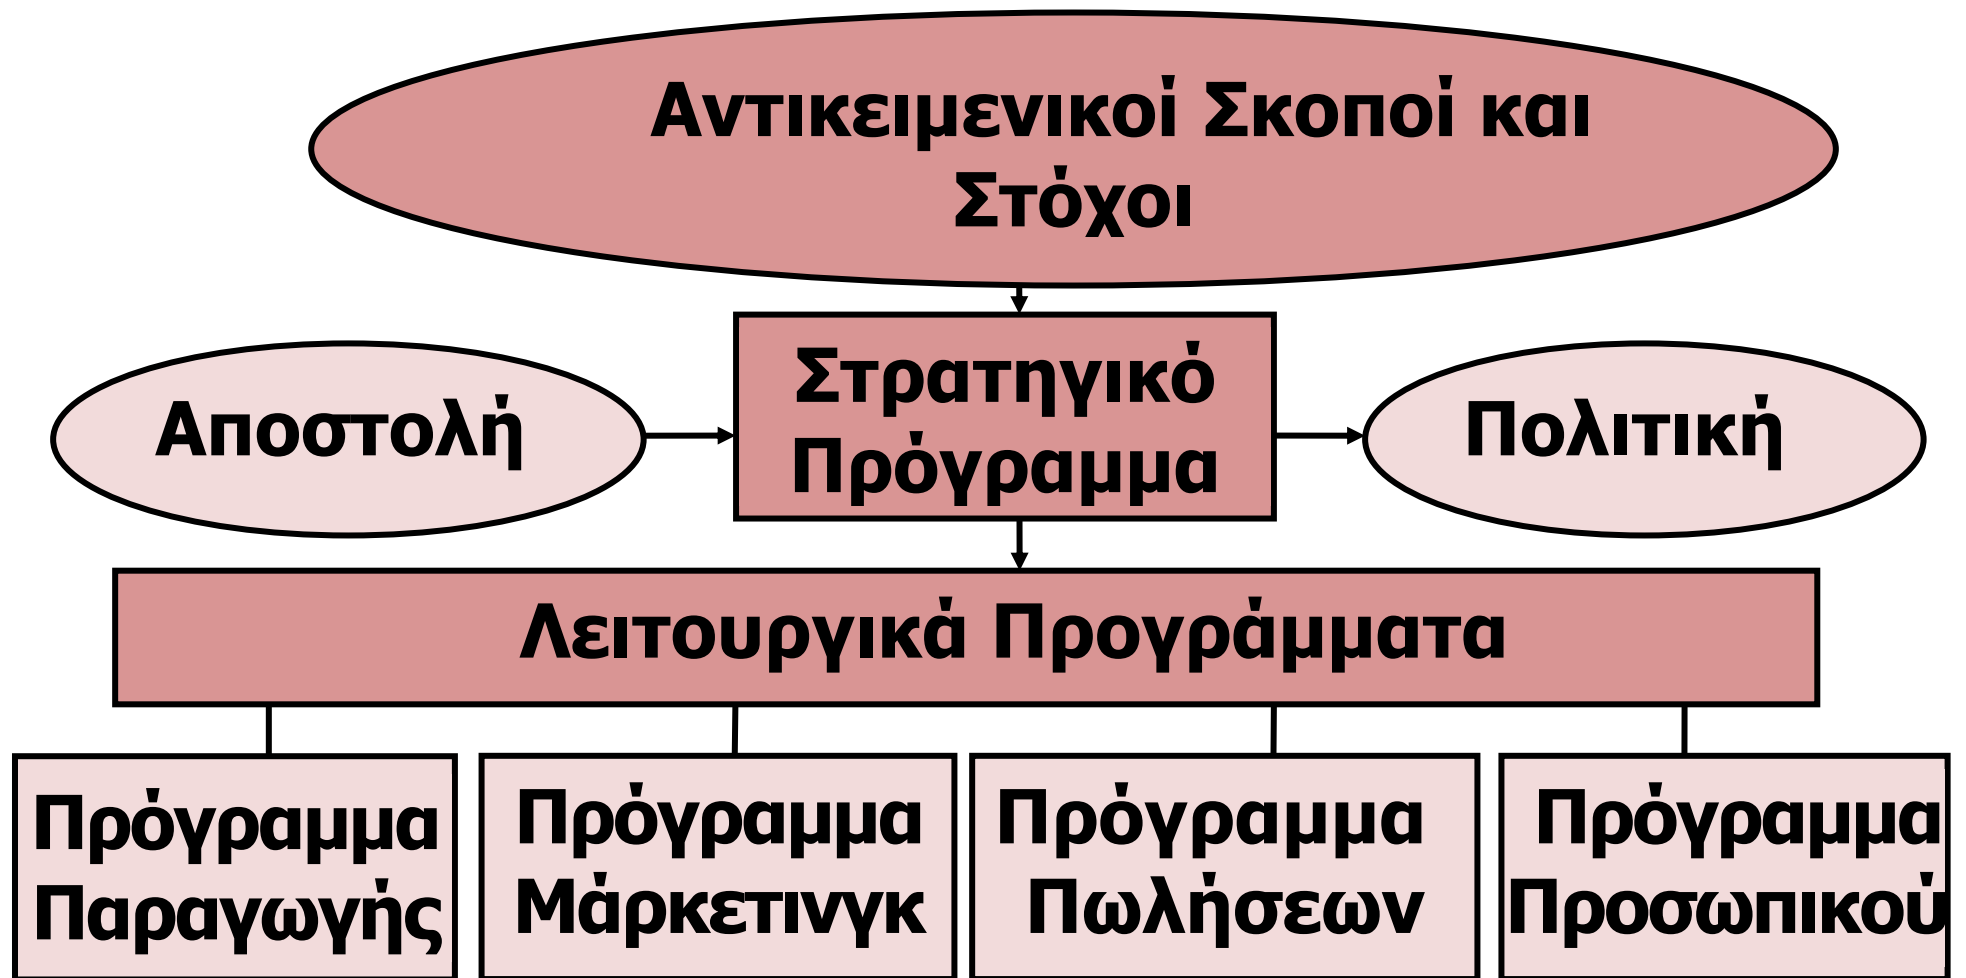 Αντικειμενικοί Σκοποί και
Στόχοι
Στρατηγικό
Πρόγραμμα
Αποστολή
Πολιτική
Λειτουργικά Προγράμματα
Πρόγραμμα
Παραγωγής
Πρόγραμμα
Μάρκετινγκ
Πρόγραμμα
Πωλήσεων
Πρόγραμμα
Προσωπικού